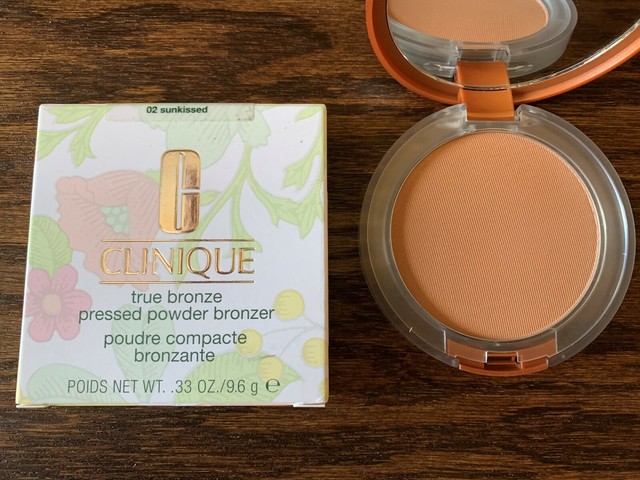 02 sunkissed
C
CLINIQUE
true bronze
pressed powder bronzer
poudre compacte
bronzante
POIDS NET WT. .33 OZ./9.6 g ℮